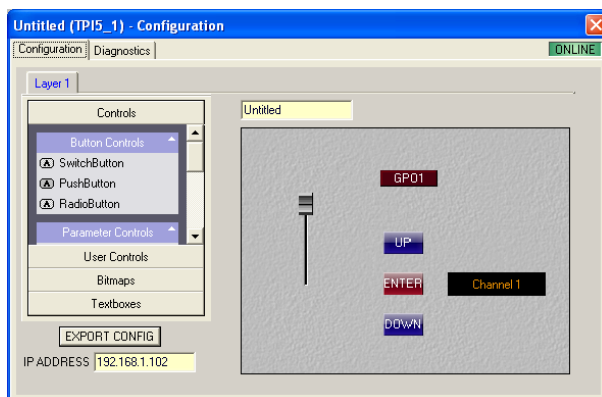 Untitled (TPI5_1) - Configuration
Configuration Diagnostics ONLINE
Layer 1
Controls
Button Controls
A SwitchButton
A PushButton
A RadioButton
Parameter Controls
User Controls
Bitmaps
Textboxes
EXPORT CONFIG
IP ADDRESS 192.168.1.102
Untitled
GPO1
UP
ENTER Channel 1
DOWN